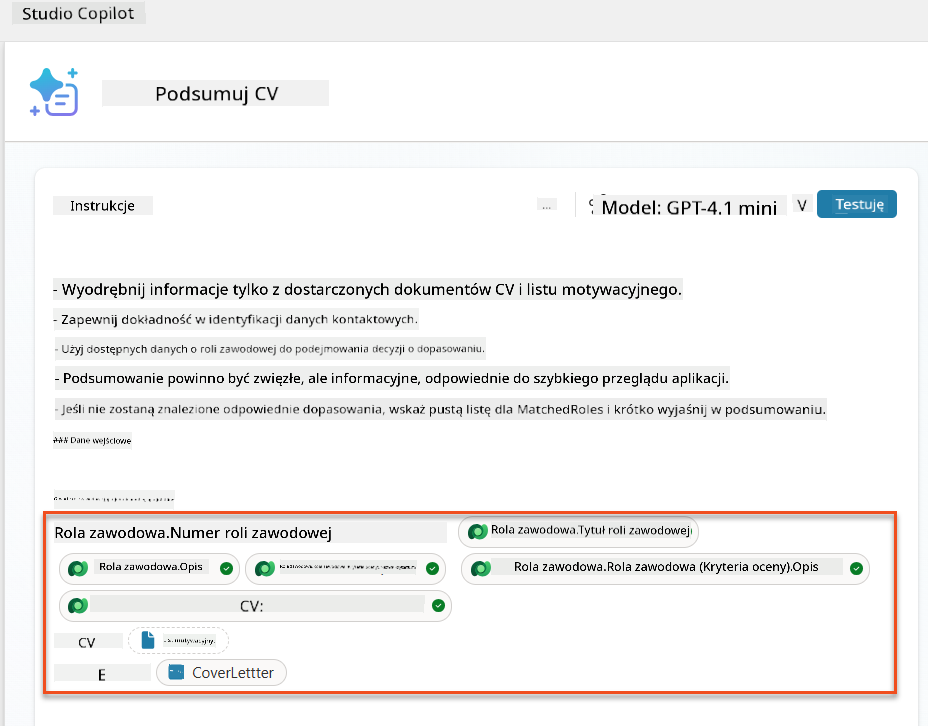 Studio Copilot
Podsumuj CV
Instrukcje ... Model: GPT-4.1 mini V Testuję
- Wyodrębnij informacje tylko z dostarczonych dokumentów CV i listu motywacyjnego.
- Zapewnij dokładność w identyfikacji danych kontaktowych.
- Użyj dostępnych danych o roli zawodowej do podejmowania decyzji o dopasowaniu.
- Podsumowanie powinno być zwięzłe, ale informacyjne, odpowiednie do szybkiego przeglądu aplikacji.
- Jeśli nie zostaną znalezione odpowiednie dopasowania, wskaż pustą listę dla MatchedRoles i krótko wyjaśnij w podsumowaniu.
### Dane wejściowe
Rola zawodowa.Numer roli zawodowej Rola zawodowa.Tytuł roli zawodowej
Rola zawodowa.Opis Rola zawodowa.Rola zawodowa (Kryteria oceny).Opis
CV:
CV
E CoverLettter